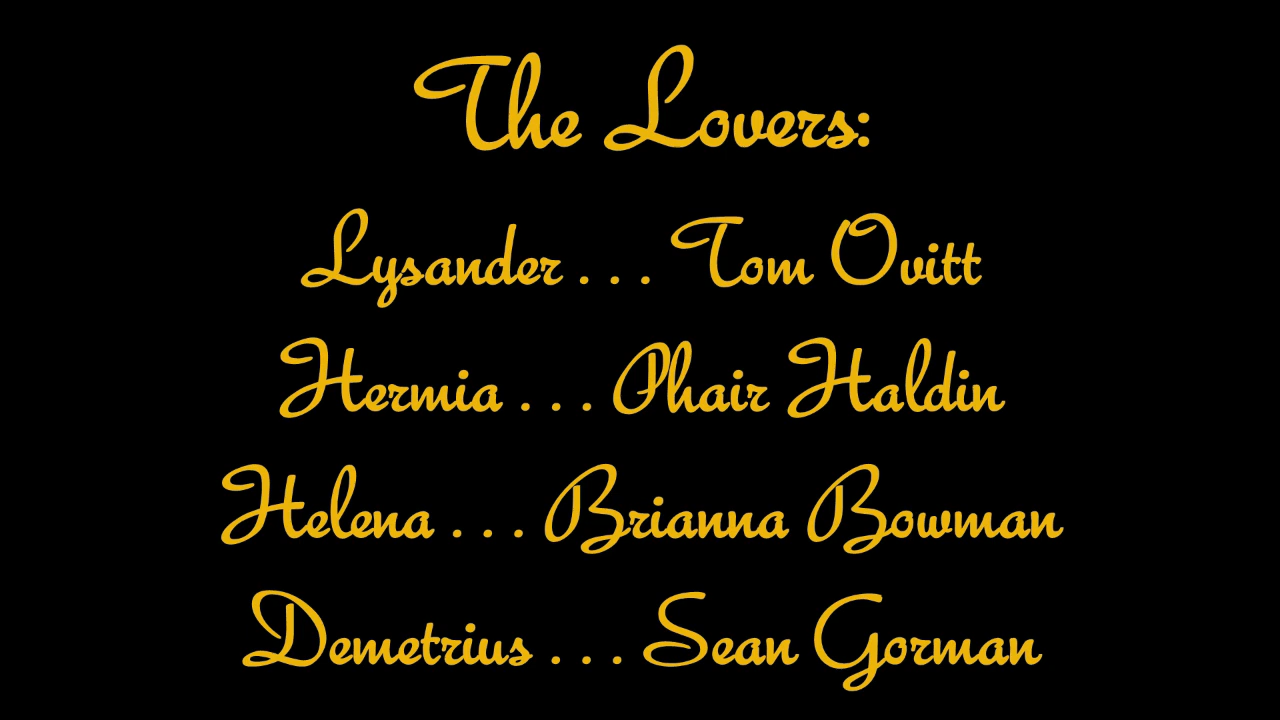 The Lovers:
Lysander . . . Tom Ovitt
Hermia . . . Phair Haldin
Helena . . . Brianna Bowman
Demetrius . . . Sean Gorman